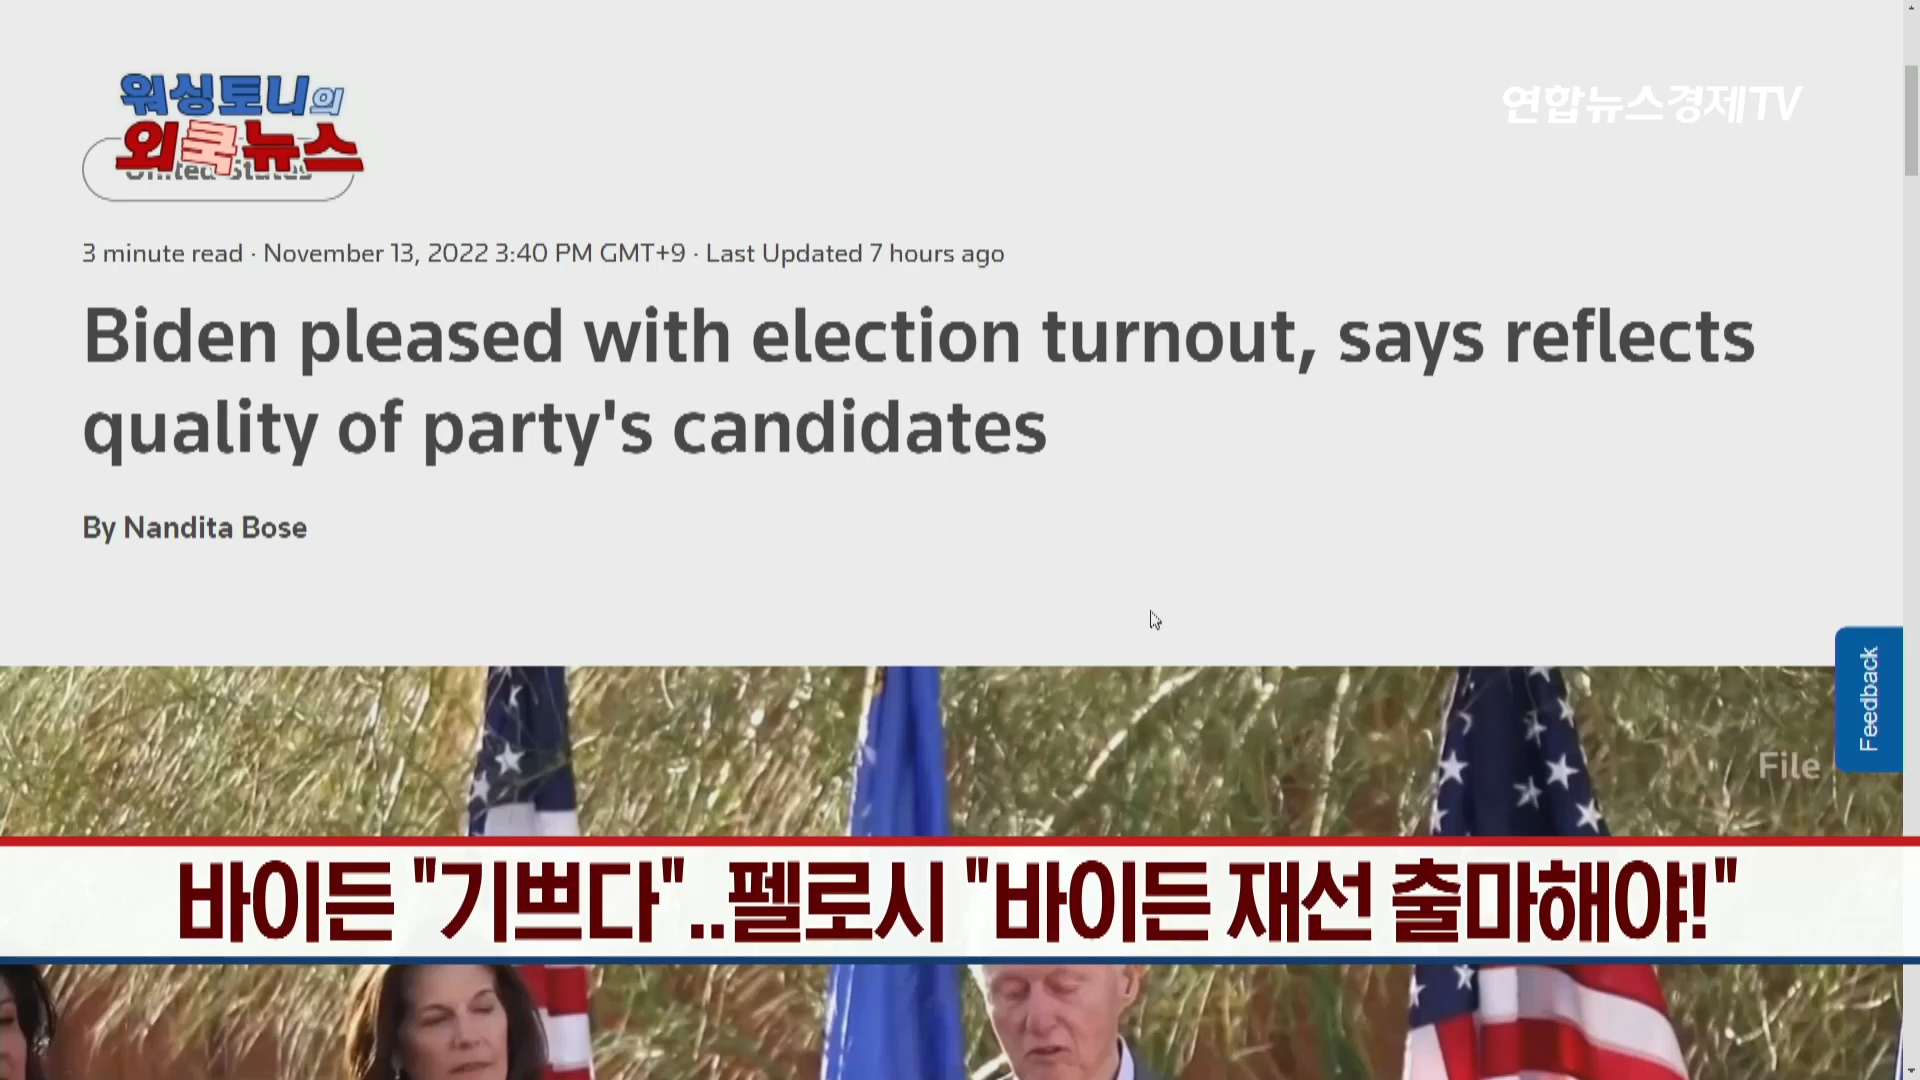 워싱토니의
외쿡뉴스
연합뉴스경제TV
United States
3 minute read · November 13, 2022 3:40 PM GMT+9 · Last Updated 7 hours ago
Biden pleased with election turnout, says reflects
quality of party's candidates
By Nandita Bose
Feedback
File
바이든 "기쁘다"..펠로시 "바이든 재선 출마해야!"